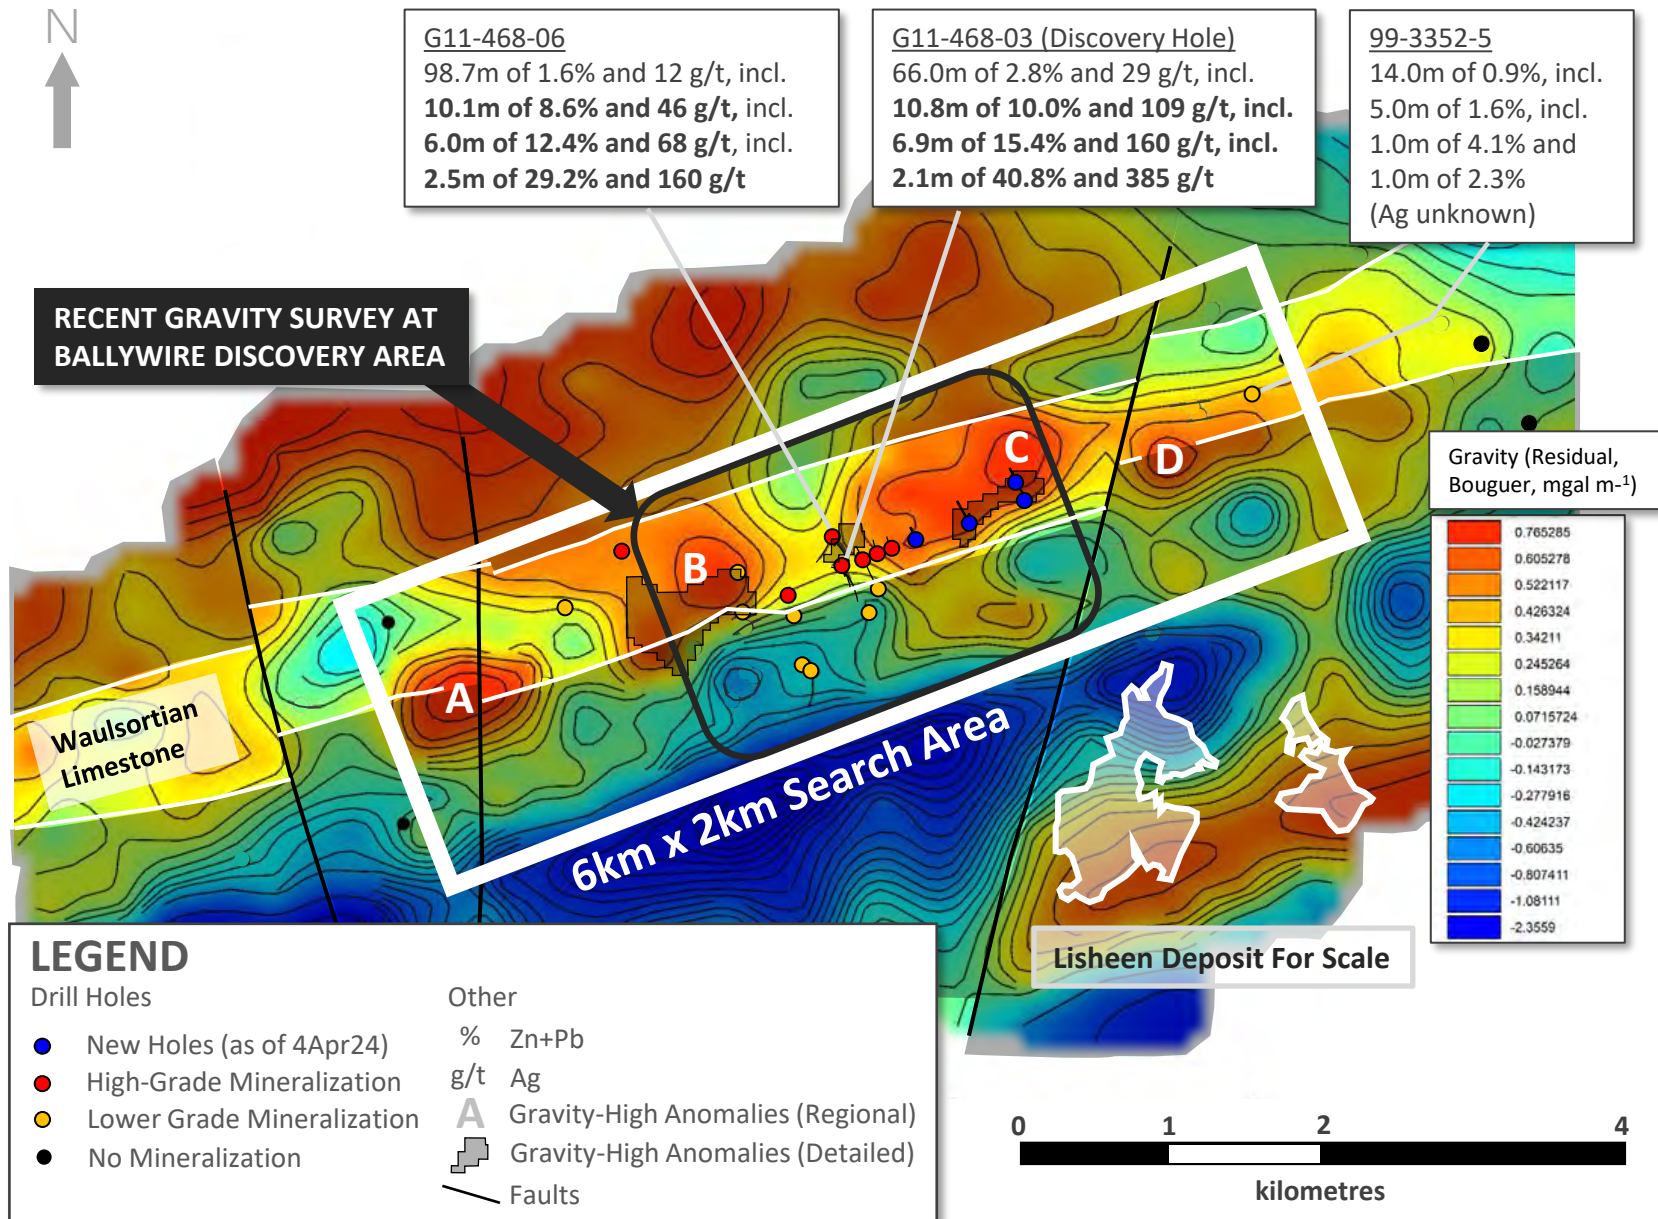 N
G11-468-06
98.7m of 1.6% and 12 g/t, incl.
10.1m of 8.6% and 46 g/t, incl.
6.0m of 12.4% and 68 g/t, incl.
2.5m of 29.2% and 160 g/t
G11-468-03 (Discovery Hole)
66.0m of 2.8% and 29 g/t, incl.
10.8m of 10.0% and 109 g/t, incl.
6.9m of 15.4% and 160 g/t, incl.
2.1m of 40.8% and 385 g/t
99-3352-5
14.0m of 0.9%, incl.
5.0m of 1.6%, incl.
1.0m of 4.1% and
1.0m of 2.3%
(Ag unknown)
RECENT GRAVITY SURVEY AT
BALLYWIRE DISCOVERY AREA
A
B
C
D
Waulsortian
Limestone
6km x 2km Search Area
Gravity (Residual,
Bouguer, mgal m-1)
0.765285
0.605278
0.522117
0.426324
0.34211
0.245264
0.158944
0.0715724
-0.027379
-0.143173
-0.277916
-0.424237
-0.60635
-0.807411
-1.08111
-2.3559
Lisheen Deposit For Scale
LEGEND
Drill Holes
New Holes (as of 4Apr24)
High-Grade Mineralization
Lower Grade Mineralization
No Mineralization
Other
% Zn+Pb
g/t Ag
A Gravity-High Anomalies (Regional)
Gravity-High Anomalies (Detailed)
Faults
0 1 2 4
kilometres